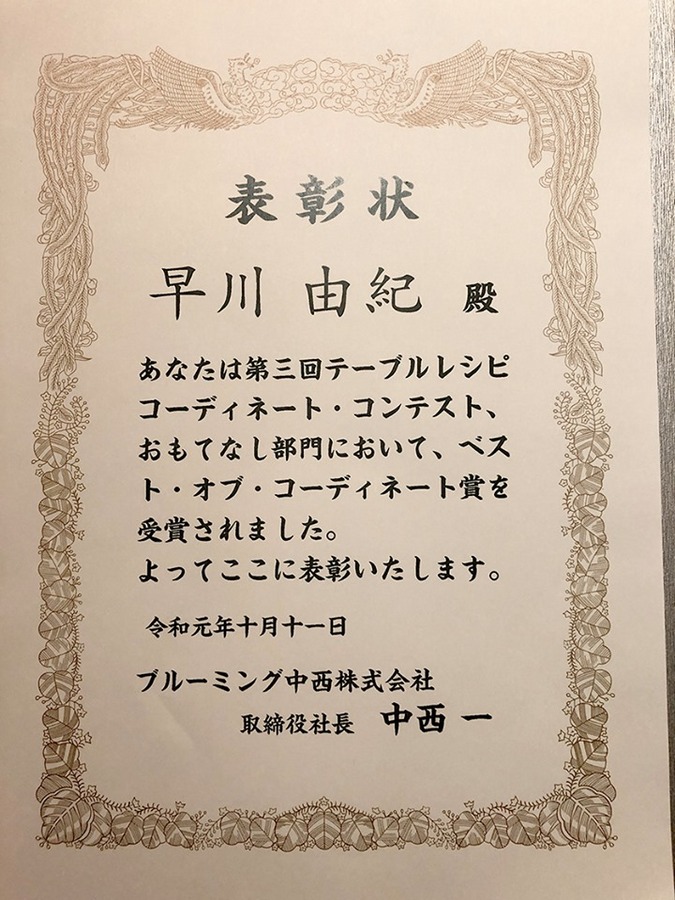 表彰状
早川 由紀 殿
あなたは第三回テーブルレシピ
コーディネート・コンテスト、
おもてなし部門において、ベス
ト・オブ・コーディネート賞を
受賞されました。
よってここに表彰いたします。
令和元年十月十一日
ブルーミング中西株式会社
取締役社長 中西 一